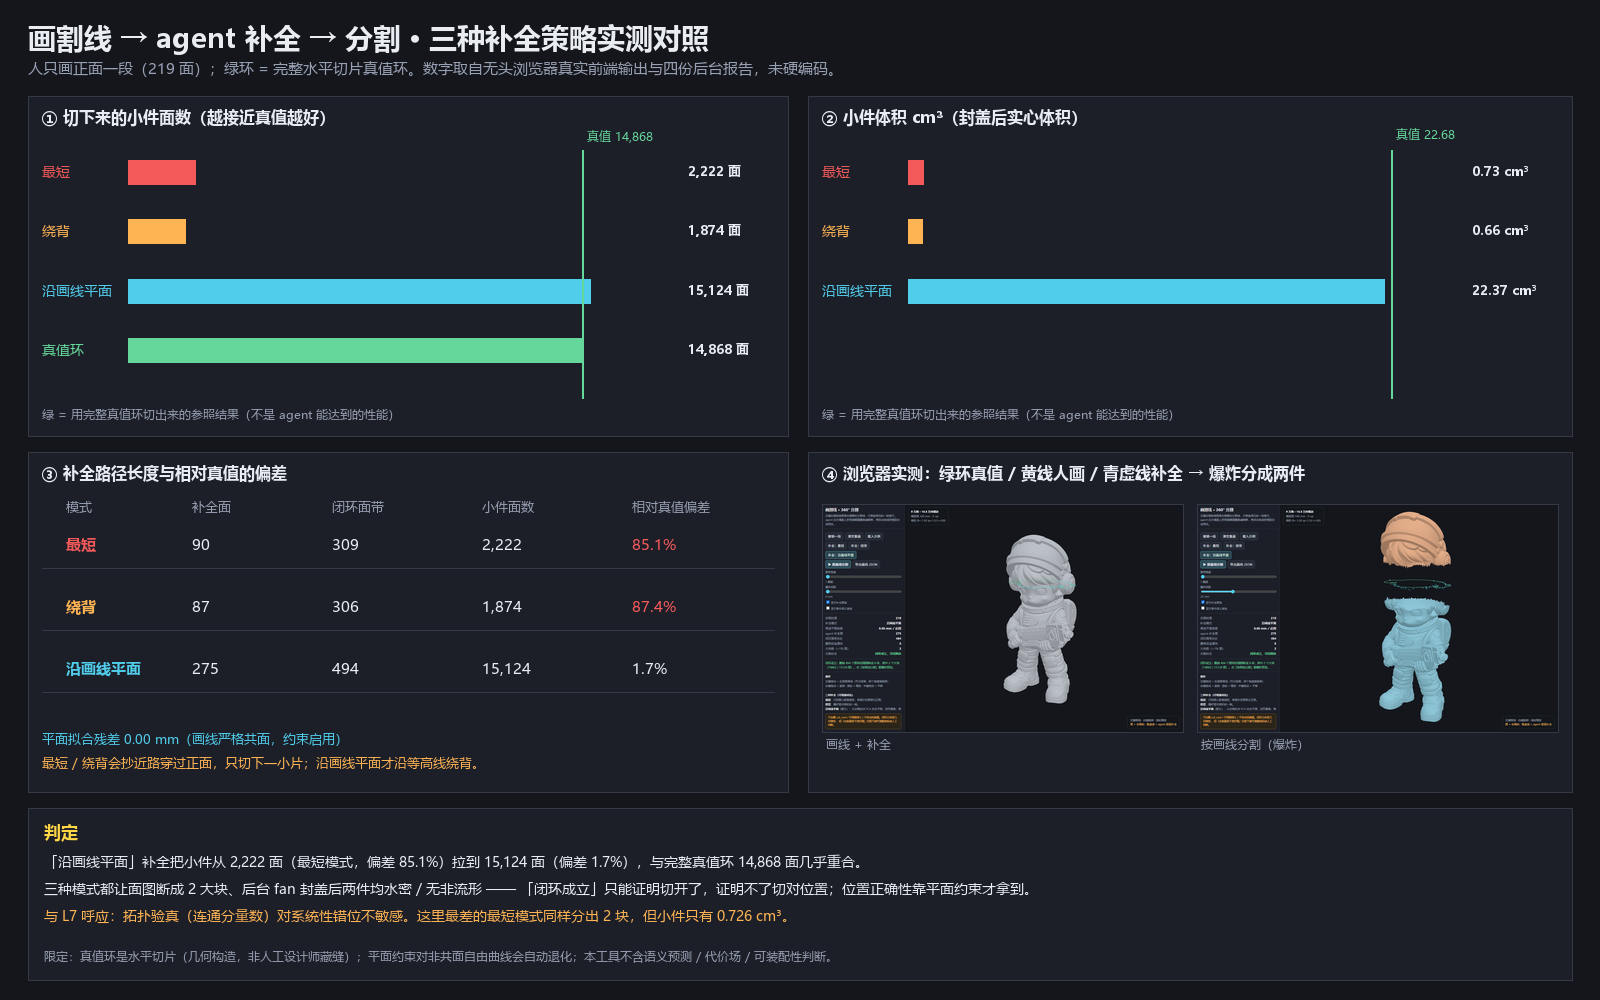 画割线 → agent 补全 → 分割 • 三种补全策略实测对照
人只画正面一段（219 面）；绿环 = 完整水平切片真值环。数字取自无头浏览器真实前端输出与四份后台报告，未硬编码。
① 切下来的小件面数（越接近真值越好）
真值 14,868
最短 2,222 面
绕背 1,874 面
沿画线平面 15,124 面
真值环 14,868 面
绿 = 用完整真值环切出来的参照结果（不是 agent 能达到的性能）
② 小件体积 cm³（封盖后实心体积）
真值 22.68
最短 0.73 cm³
绕背 0.66 cm³
沿画线平面 22.37 cm³
绿 = 用完整真值环切出来的参照结果（不是 agent 能达到的性能）
③ 补全路径长度与相对真值的偏差
模式 补全面 闭环面带 小件面数 相对真值偏差
最短 90 309 2,222 85.1%
绕背 87 306 1,874 87.4%
沿画线平面 275 494 15,124 1.7%
平面拟合残差 0.00 mm（画线严格共面，约束启用）
最短 / 绕背会抄近路穿过正面，只切下一小片；沿画线平面才沿等高线绕背。
④ 浏览器实测：绿环真值 / 黄线人画 / 青虚线补全 → 爆炸分成两件
画线 + 补全
按画线分割（爆炸）
判定
「沿画线平面」补全把小件从 2,222 面（最短模式，偏差 85.1%）拉到 15,124 面（偏差 1.7%），与完整真值环 14,868 面几乎重合。
三种模式都让面图断成 2 大块、后台 fan 封盖后两件均水密 / 无非流形 —— 「闭环成立」只能证明切开了，证明不了切对位置；位置正确性靠平面约束才拿到。
与 L7 呼应：拓扑验真（连通分量数）对系统性错位不敏感。这里最差的最短模式同样分出 2 块，但小件只有 0.726 cm³。
限定：真值环是水平切片（几何构造，非人工设计师藏缝）；平面约束对非共面自由曲线会自动退化；本工具不含语义预测 / 代价场 / 可装配性判断。